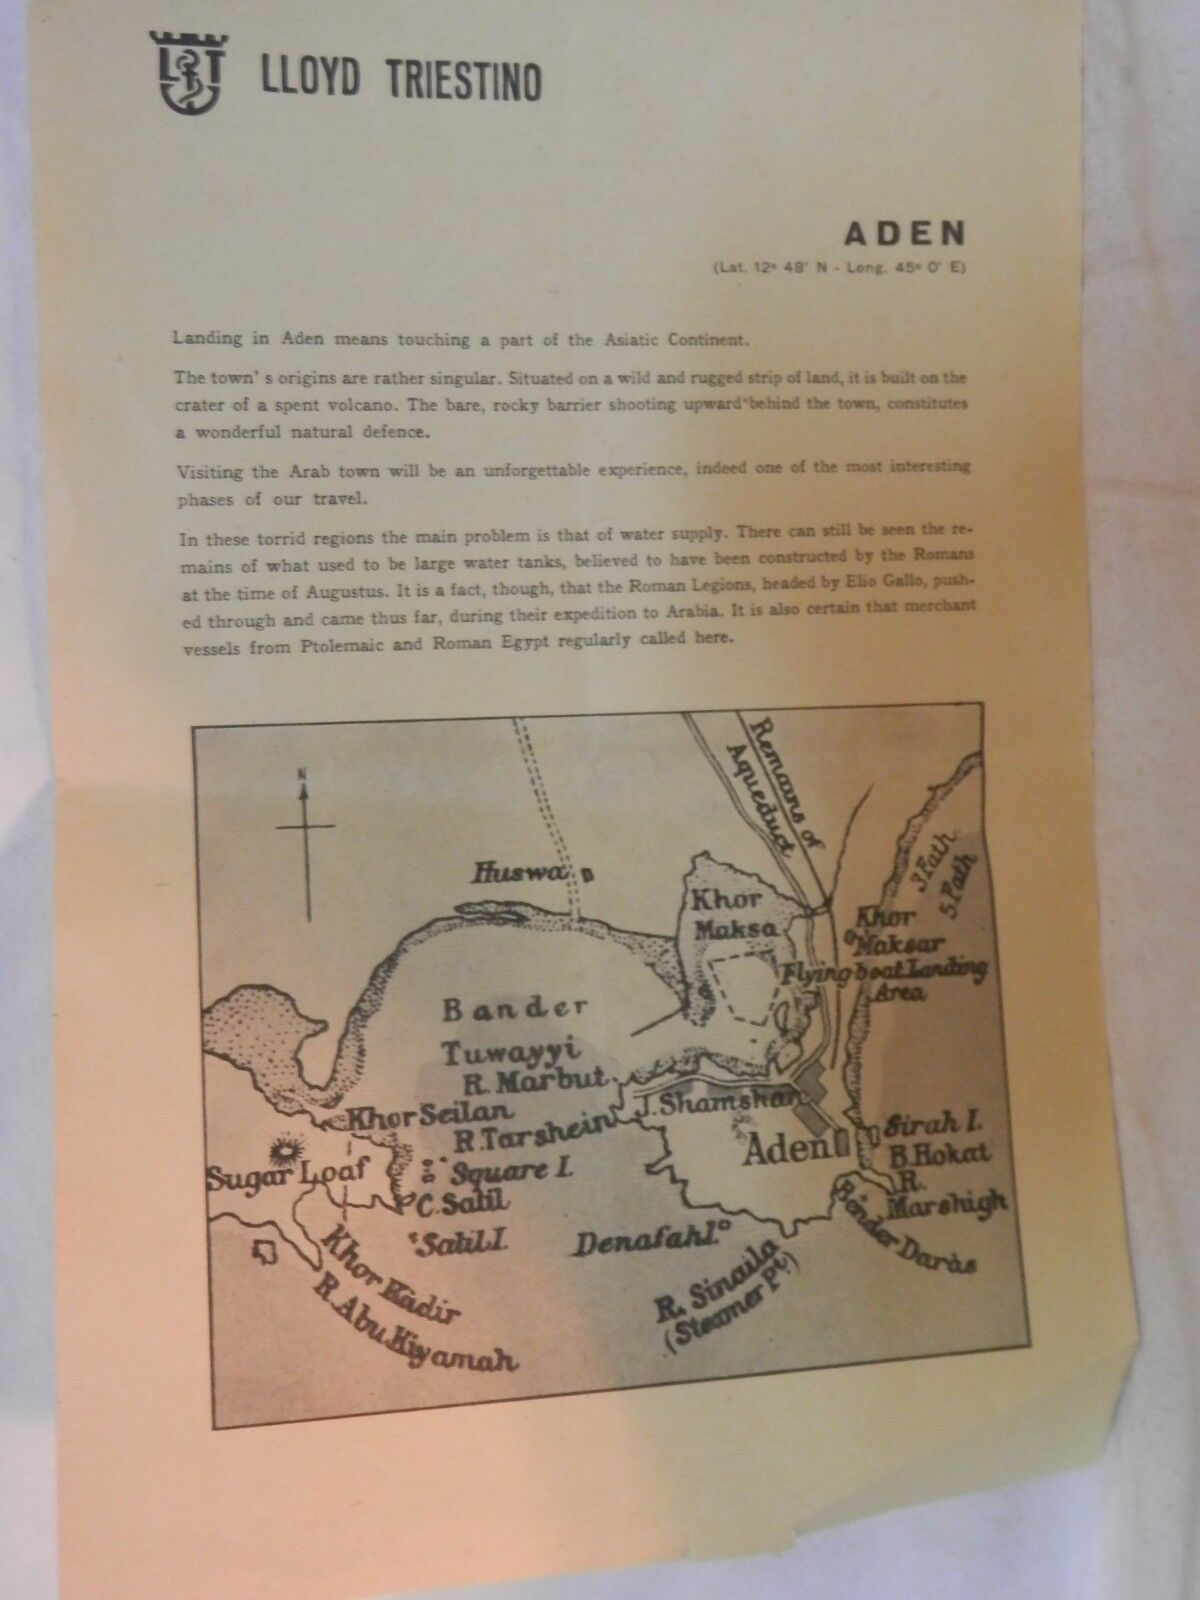 LT LLOYD TRIESTINO
ADEN
(Lat. 12° 48' N - Long. 45° 0' E)
Landing in Aden means touching a part of the Asiatic Continent.
The town' s origins are rather singular. Situated on a wild and rugged strip of land, it is built on the
crater of a spent volcano. The bare, rocky barrier shooting upward behind the town, constitutes
a wonderful natural defence.
Visiting the Arab town will be an unforgettable experience, indeed one of the most interesting
phases of our travel.
In these torrid regions the main problem is that of water supply. There can still be seen the re-
mains of what used to be large water tanks, believed to have been constructed by the Romans
at the time of Augustus. It is a fact, though, that the Roman Legions, headed by Elio Gallo, push-
ed through and came thus far, during their expedition to Arabia. It is also certain that merchant
vessels from Ptolemaic and Roman Egypt regularly called here.
N
Remains of
Aqueduct
3 Fath
5 Fath
Huswa
Khor
Maksa
Khor
Maksar
Flying boat Landing
Area
Bander
Tuwayyi
R. Marbut
J. Shamshan
Khor Seilan
R. Tarshein
Aden
Sirah I.
B. Hokat
Sugar Loaf
Square I.
C. Salil
R.
Marshigh
Bander Daràs
Salil I.
Denafah I.
Khor Kàdir
R. Abu Kiyamah
R. Sinaila
(Steamer Pt.)